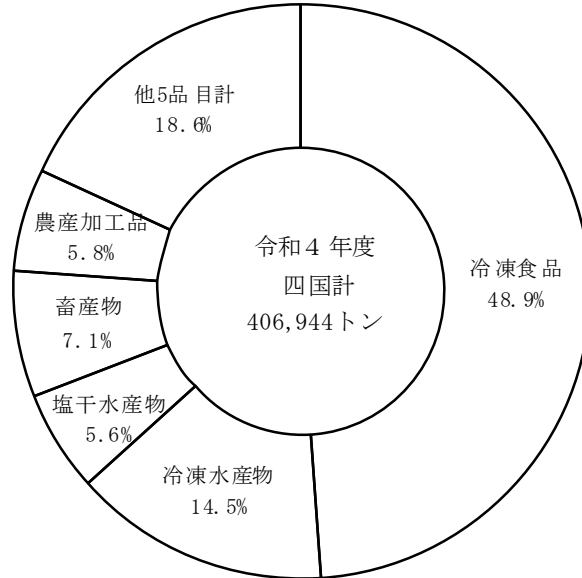 他5品目計
18.6%
農産加工品
5.8%
畜産物
7.1%
塩干水産物
5.6%
冷凍水産物
14.5%
冷凍食品
48.9%
令和４年度
四国計
406,944トン